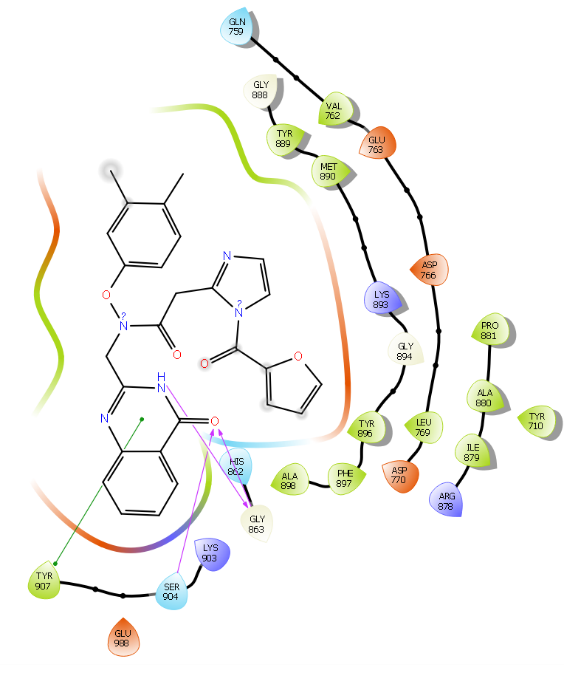 GLN
759
GLY
888
VAL
762
TYR
889
GLU
763
MET
890
ASP
766
LYS
893
GLY
894
PRO
881
ALA
880
TYR
710
TYR
896
LEU
769
ILE
879
ALA
898
PHE
897
ASP
770
ARG
878
HIS
862
GLY
863
LYS
903
TYR
907
SER
904
GLU
988
N
O
N
?
N
?
O
O
O
H
N
N
O